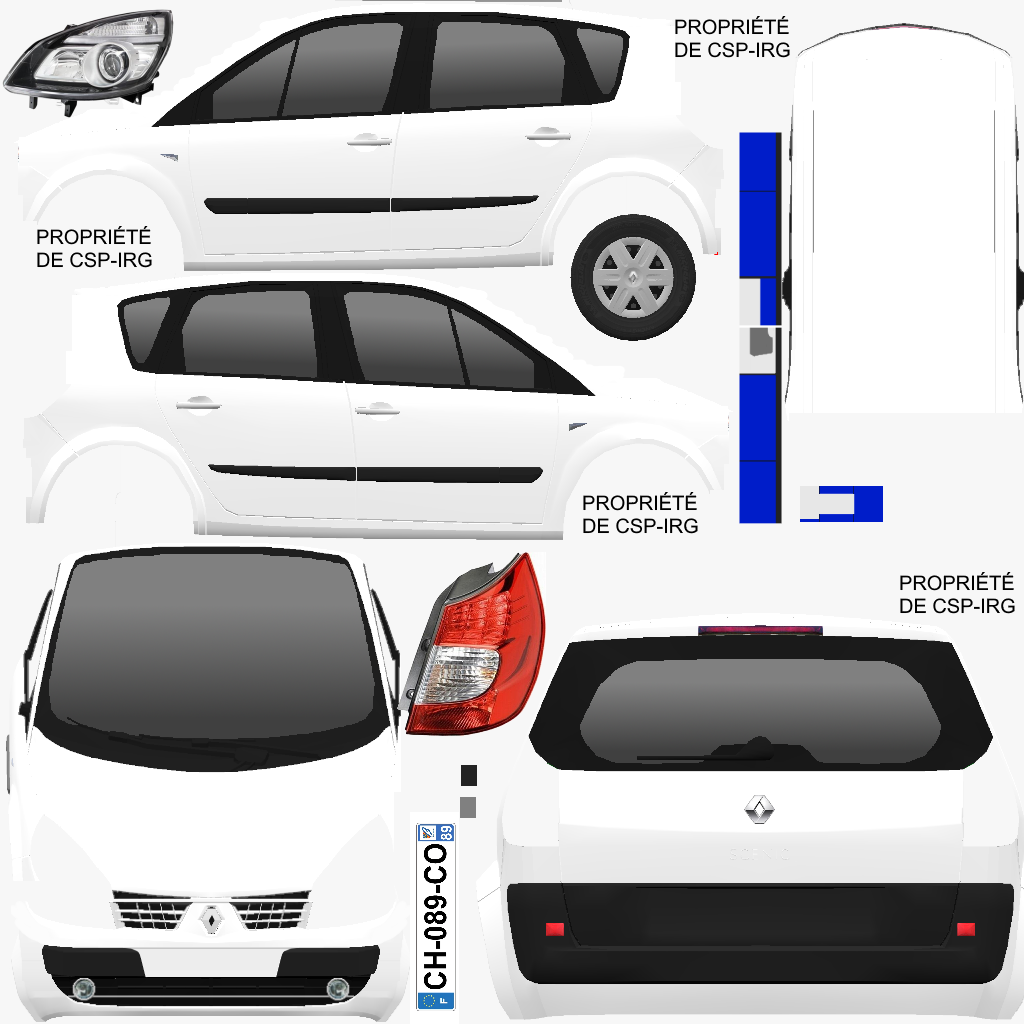 PROPRIÉTÉ
DE CSP-IRG
PROPRIÉTÉ
DE CSP-IRG
PROPRIÉTÉ
DE CSP-IRG
PROPRIÉTÉ
DE CSP-IRG
SCENIC
89
CH-089-CO
F